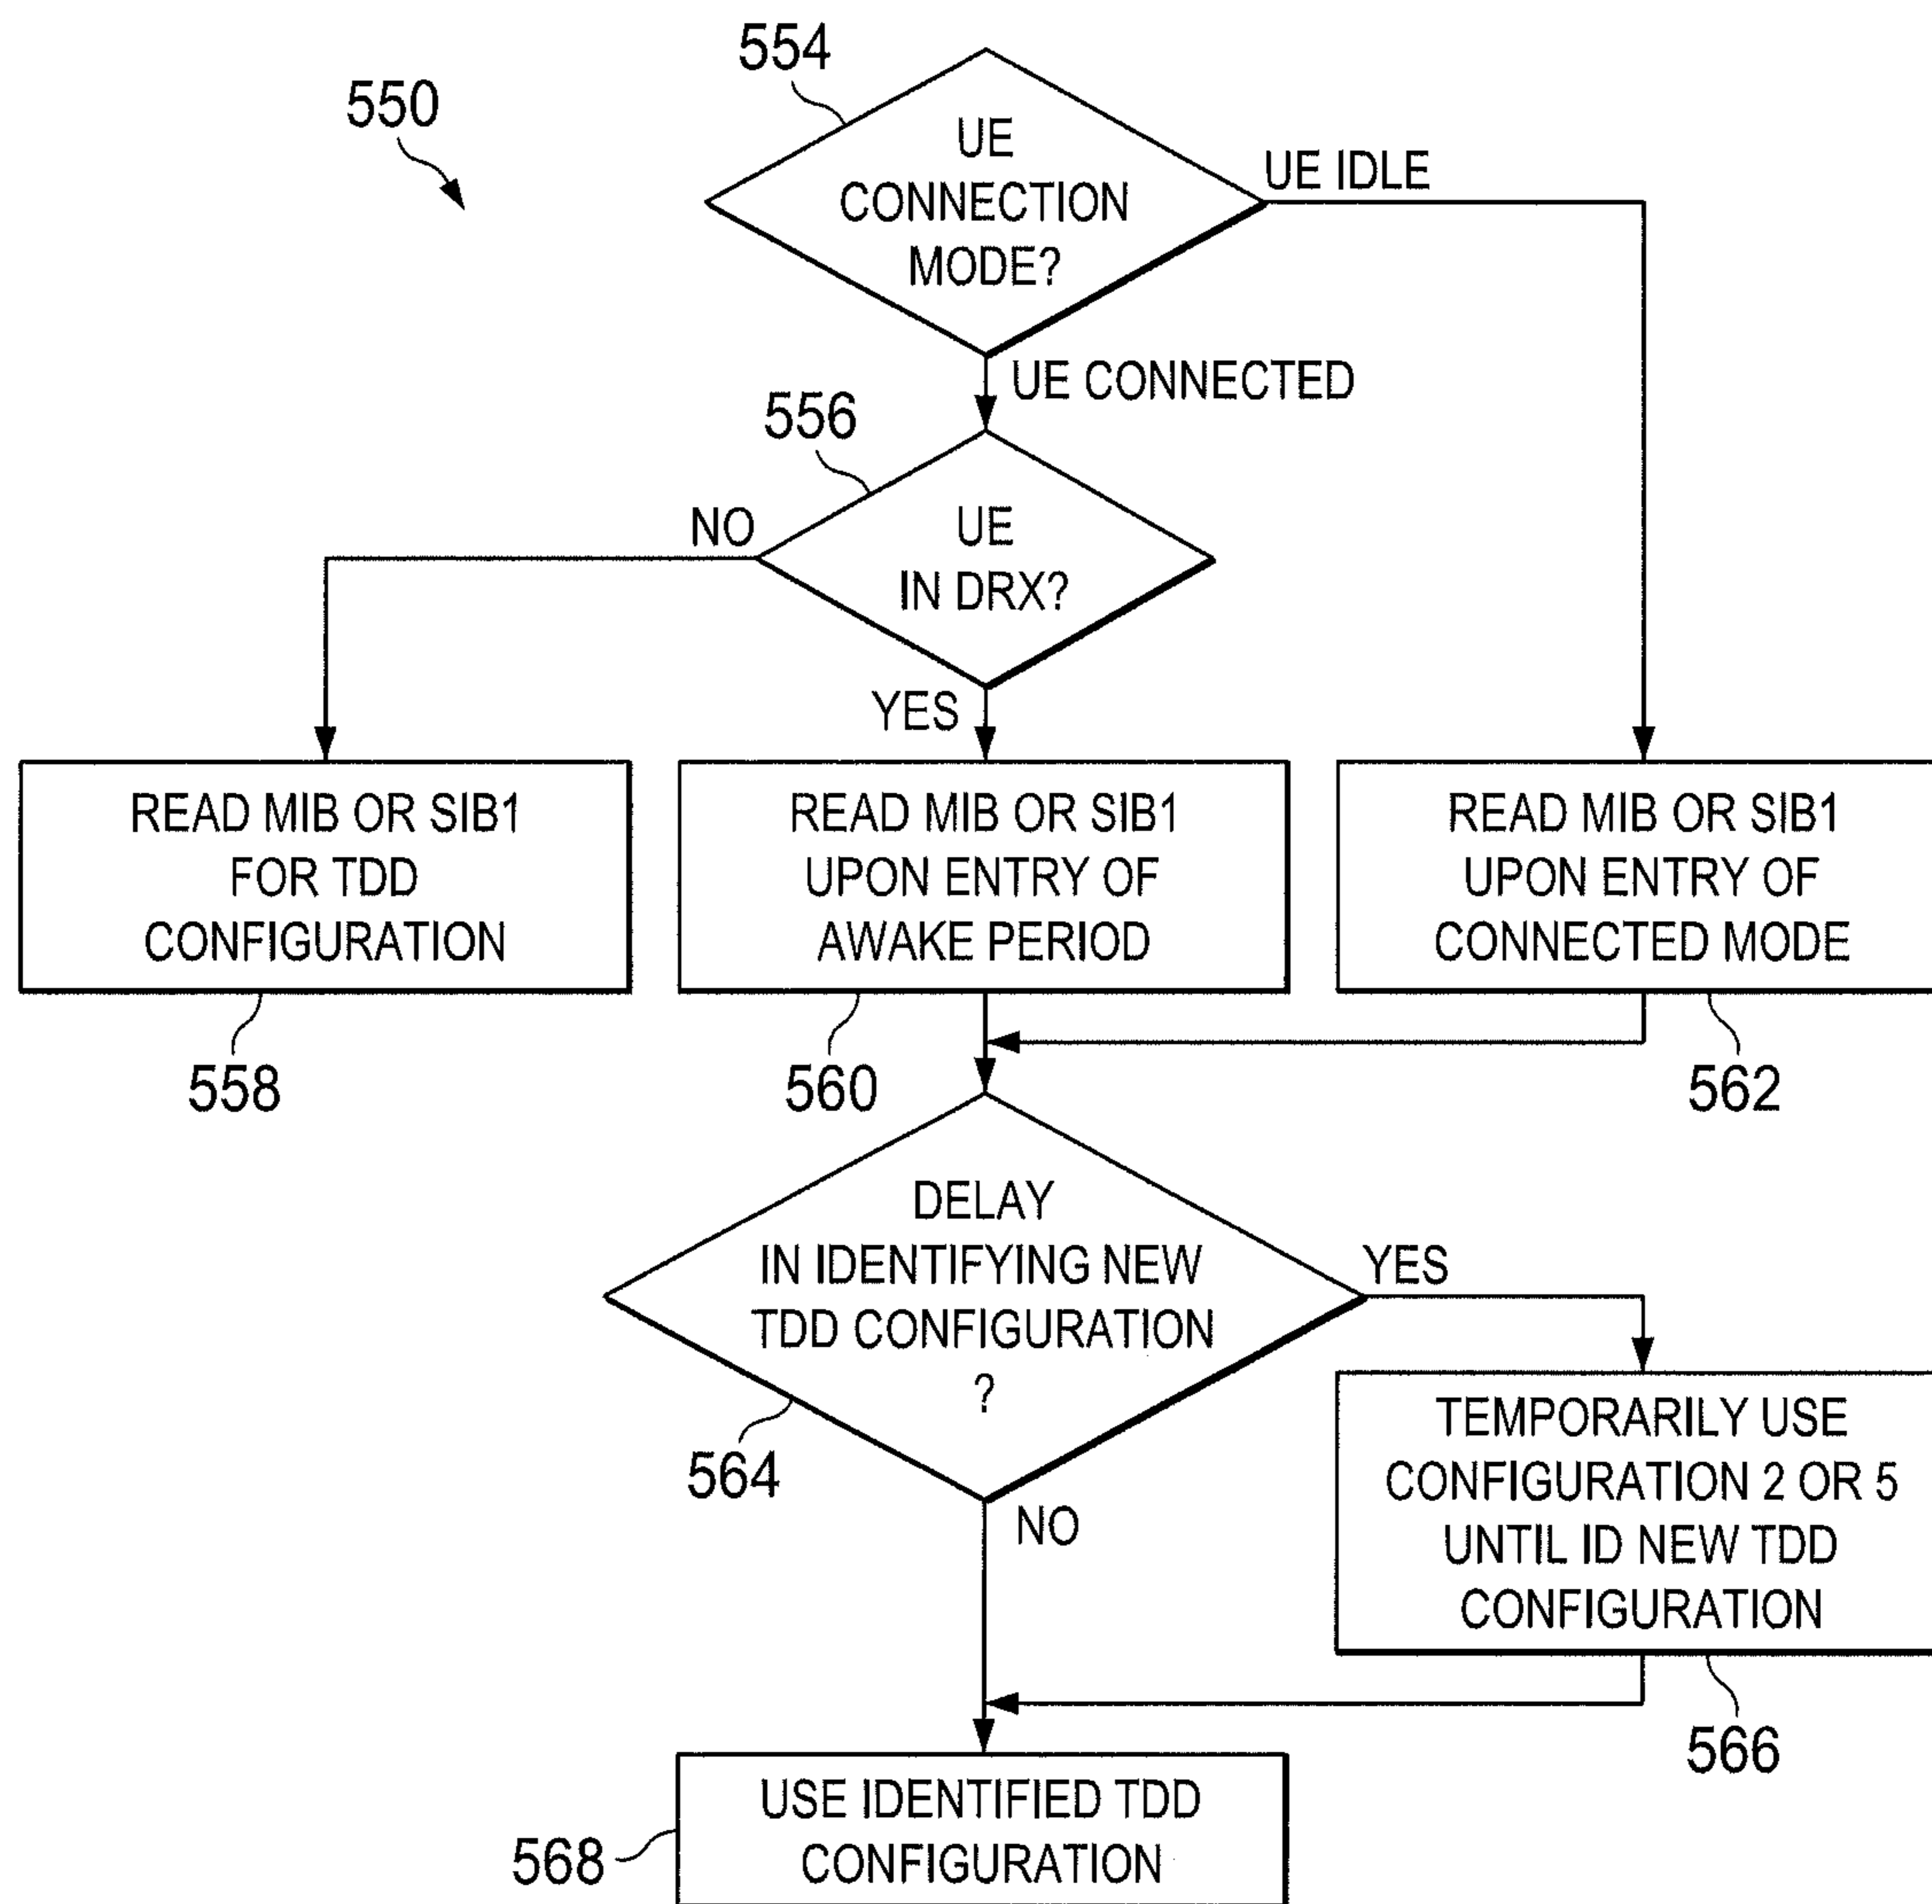 554
550
UE
CONNECTION
MODE?
UE IDLE
UE CONNECTED
556
UE
IN DRX?
NO
YES
READ MIB OR SIB1
FOR TDD
CONFIGURATION
558
READ MIB OR SIB1
UPON ENTRY OF
AWAKE PERIOD
560
READ MIB OR SIB1
UPON ENTRY OF
CONNECTED MODE
562
DELAY
IN IDENTIFYING NEW
TDD CONFIGURATION
?
YES
564
NO
TEMPORARILY USE
CONFIGURATION 2 OR 5
UNTIL ID NEW TDD
CONFIGURATION
566
USE IDENTIFIED TDD
CONFIGURATION
568